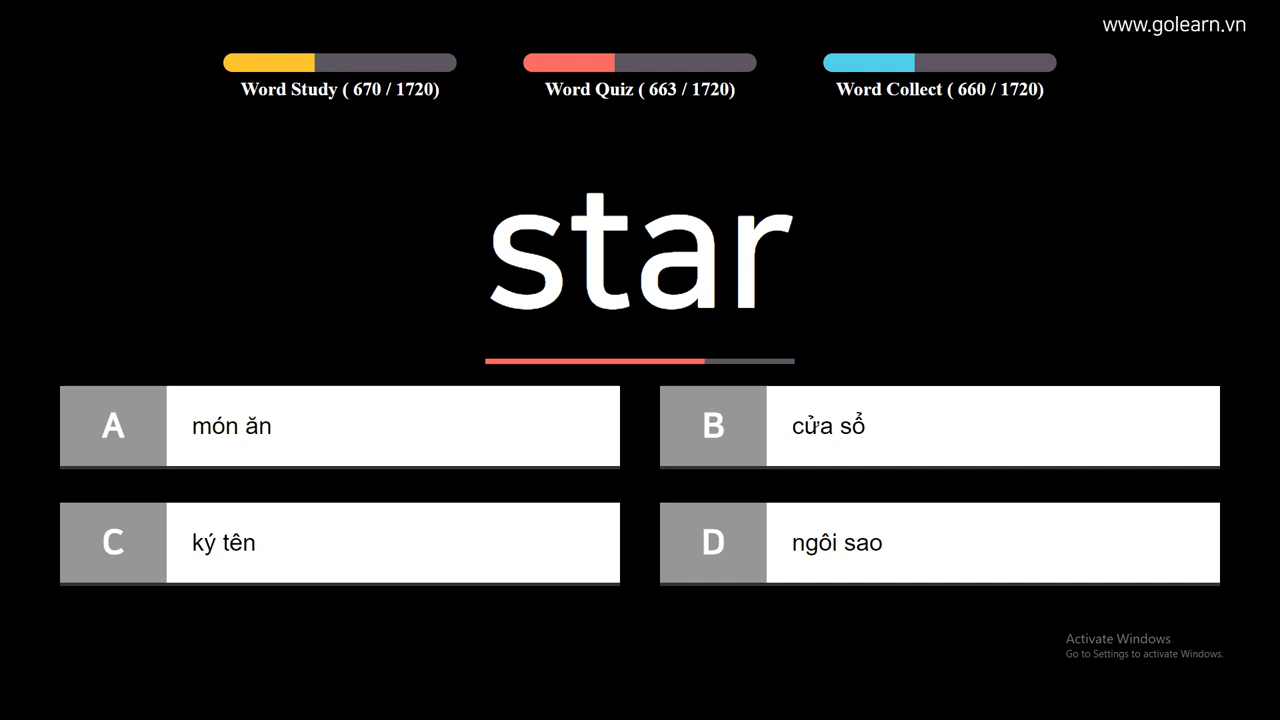 www.golearn.vn
Word Study ( 670 / 1720)
Word Quiz ( 663 / 1720)
Word Collect ( 660 / 1720)
star
A món ăn
B cửa sổ
C ký tên
D ngôi sao
Activate Windows
Go to Settings to activate Windows.